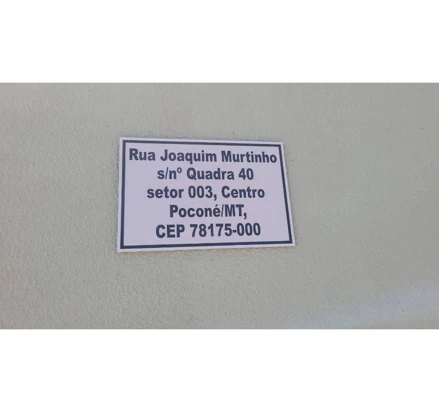 Rua Joaquim Murtinho
s/nº Quadra 40
setor 003, Centro
Poconé/MT,
CEP 78175-000